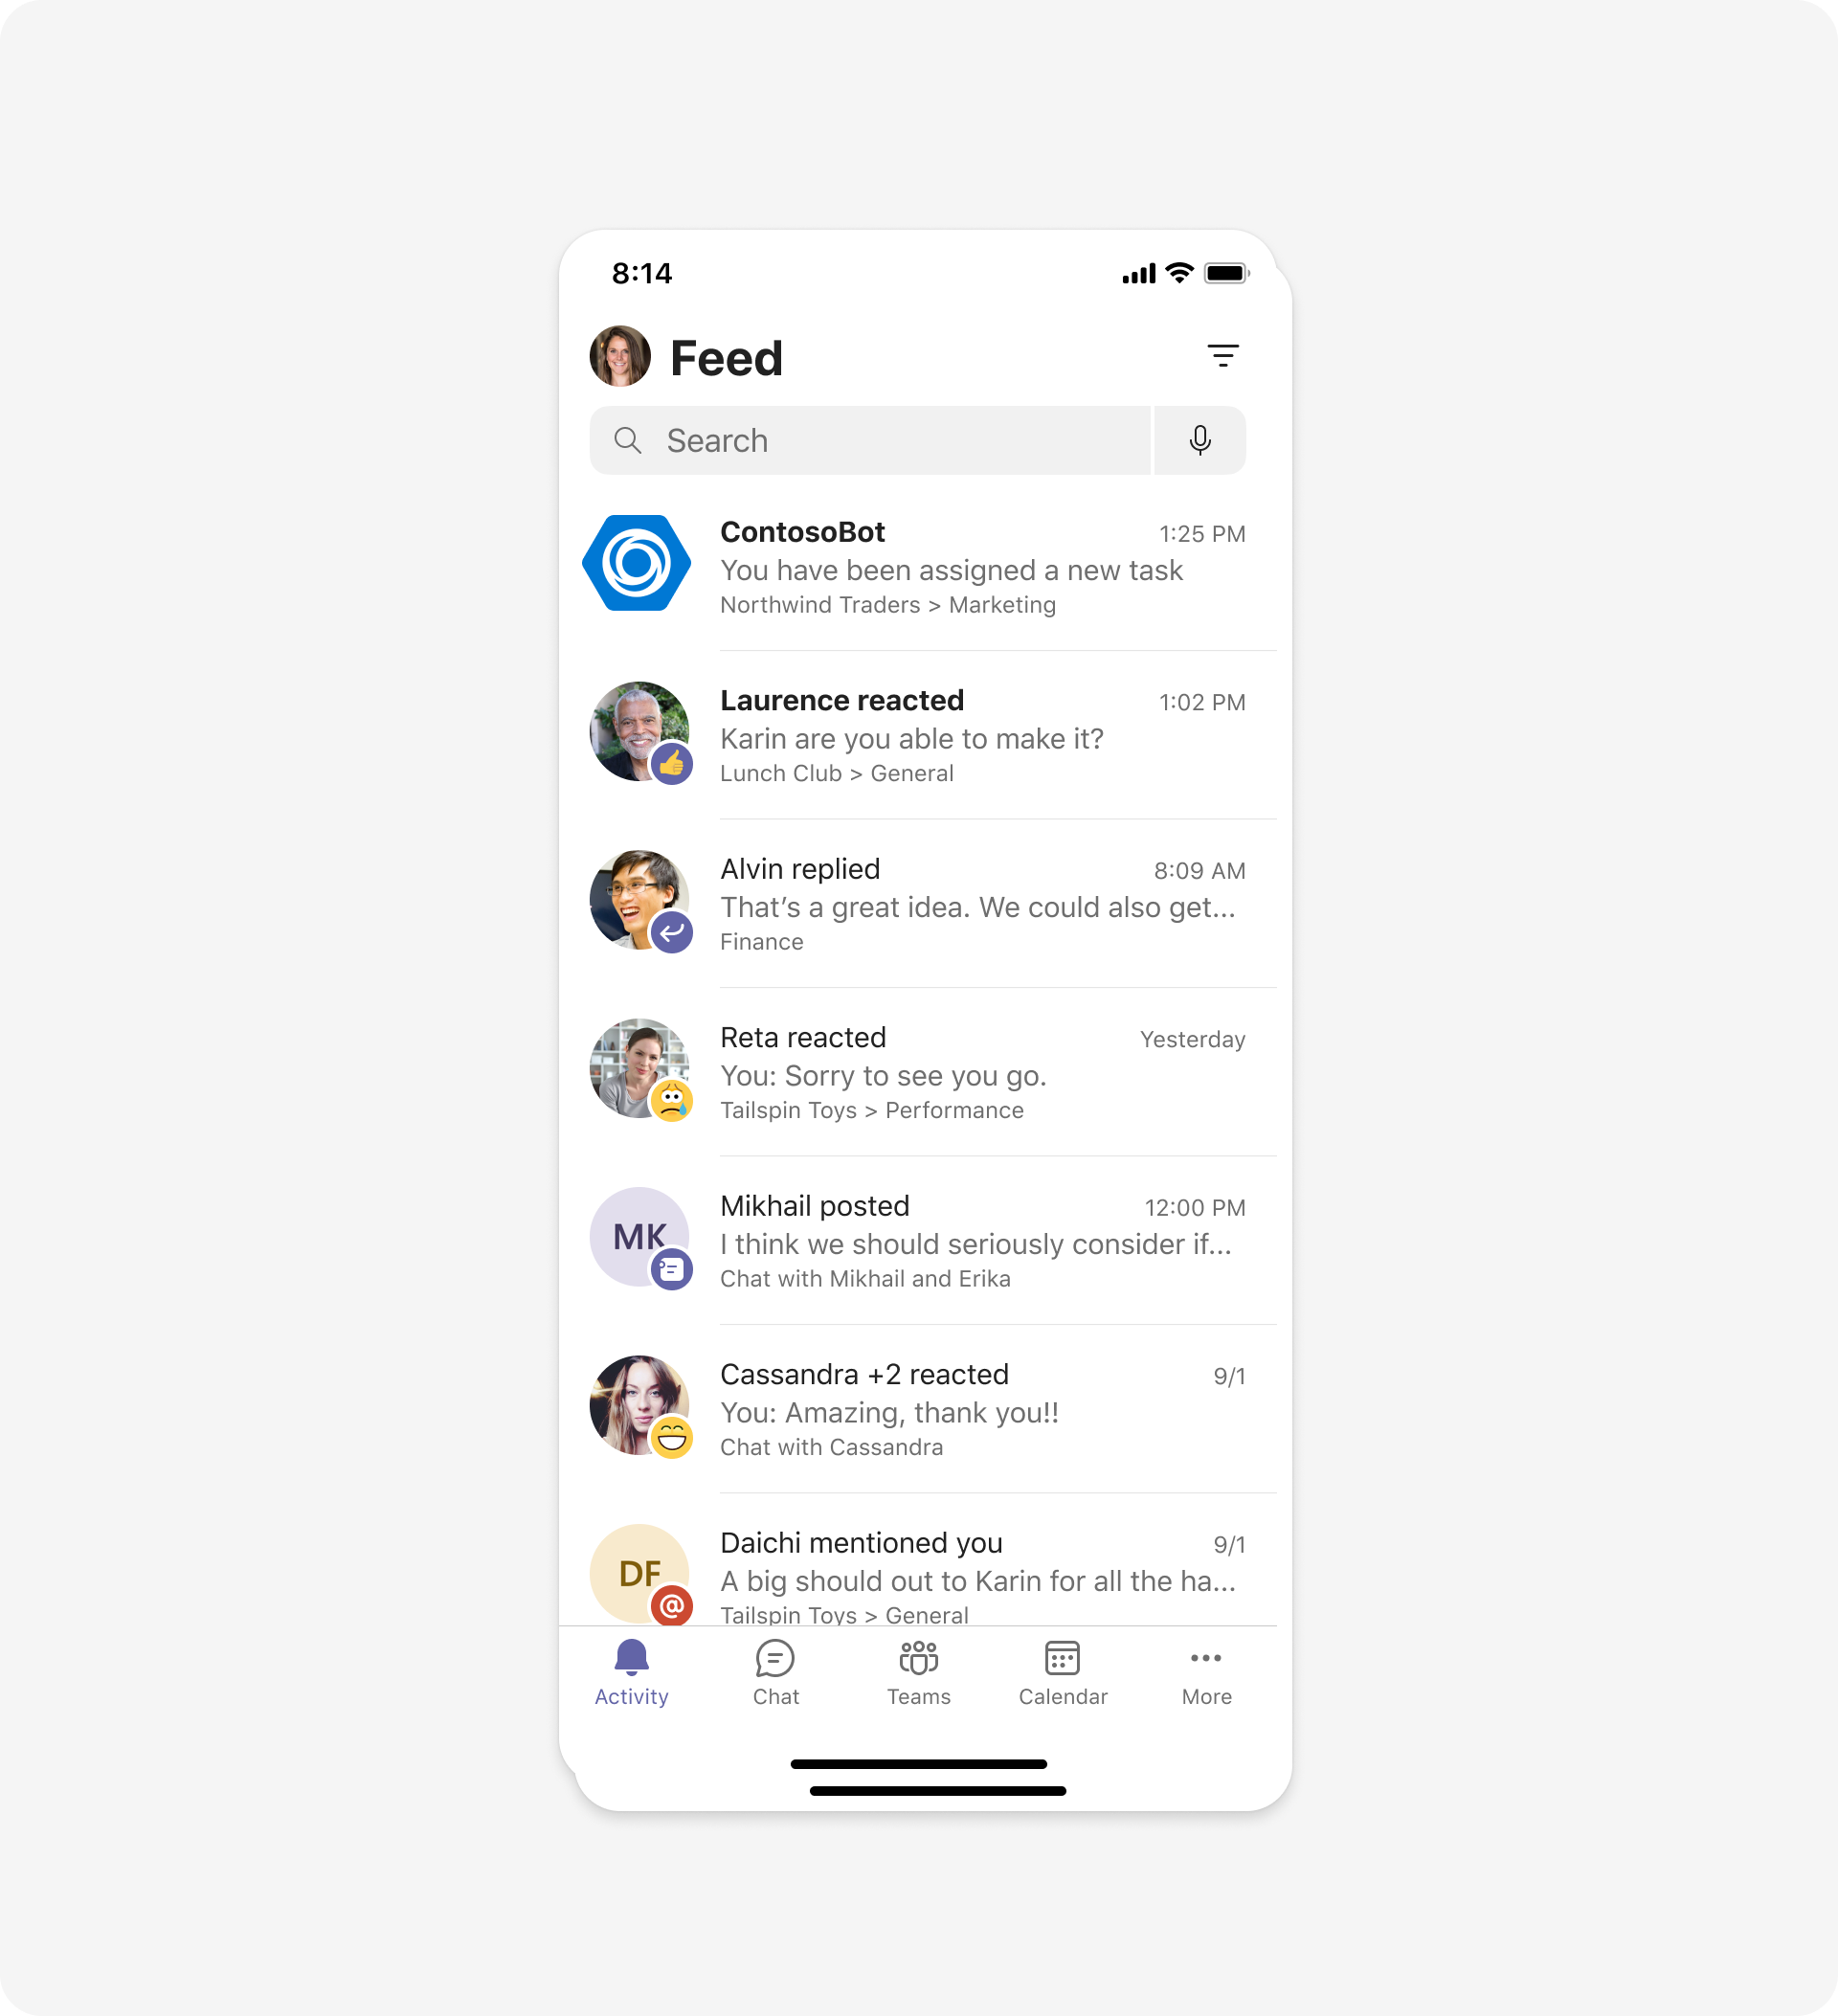 8:14
Feed
Search
ContosoBot 1:25 PM
You have been assigned a new task
Northwind Traders > Marketing
Laurence reacted 1:02 PM
Karin are you able to make it?
Lunch Club > General
Alvin replied 8:09 AM
That’s a great idea. We could also get...
Finance
Reta reacted Yesterday
You: Sorry to see you go.
Tailspin Toys > Performance
MK
Mikhail posted 12:00 PM
I think we should seriously consider if...
Chat with Mikhail and Erika
Cassandra +2 reacted 9/1
You: Amazing, thank you!!
Chat with Cassandra
DF
@
Daichi mentioned you 9/1
A big should out to Karin for all the ha...
Tailspin Toys > General
Activity Chat Teams Calendar More